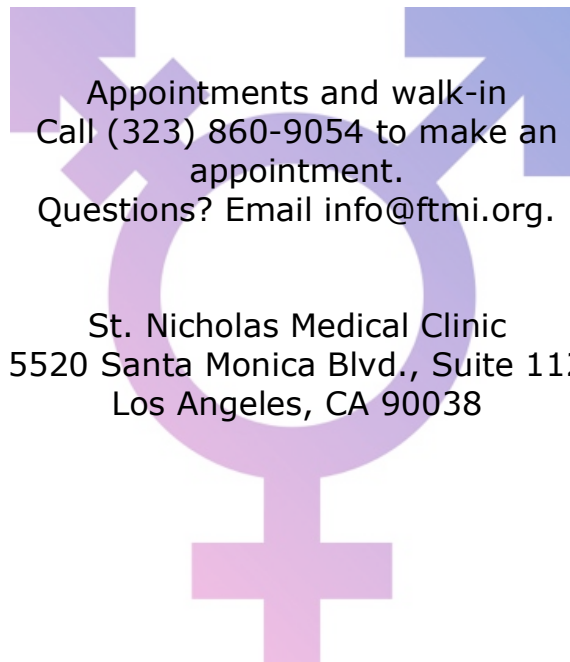 Appointments and walk-in
Call (323) 860-9054 to make an
appointment.
Questions? Email info@ftmi.org.
St. Nicholas Medical Clinic
5520 Santa Monica Blvd., Suite
Los Angeles, CA 90038